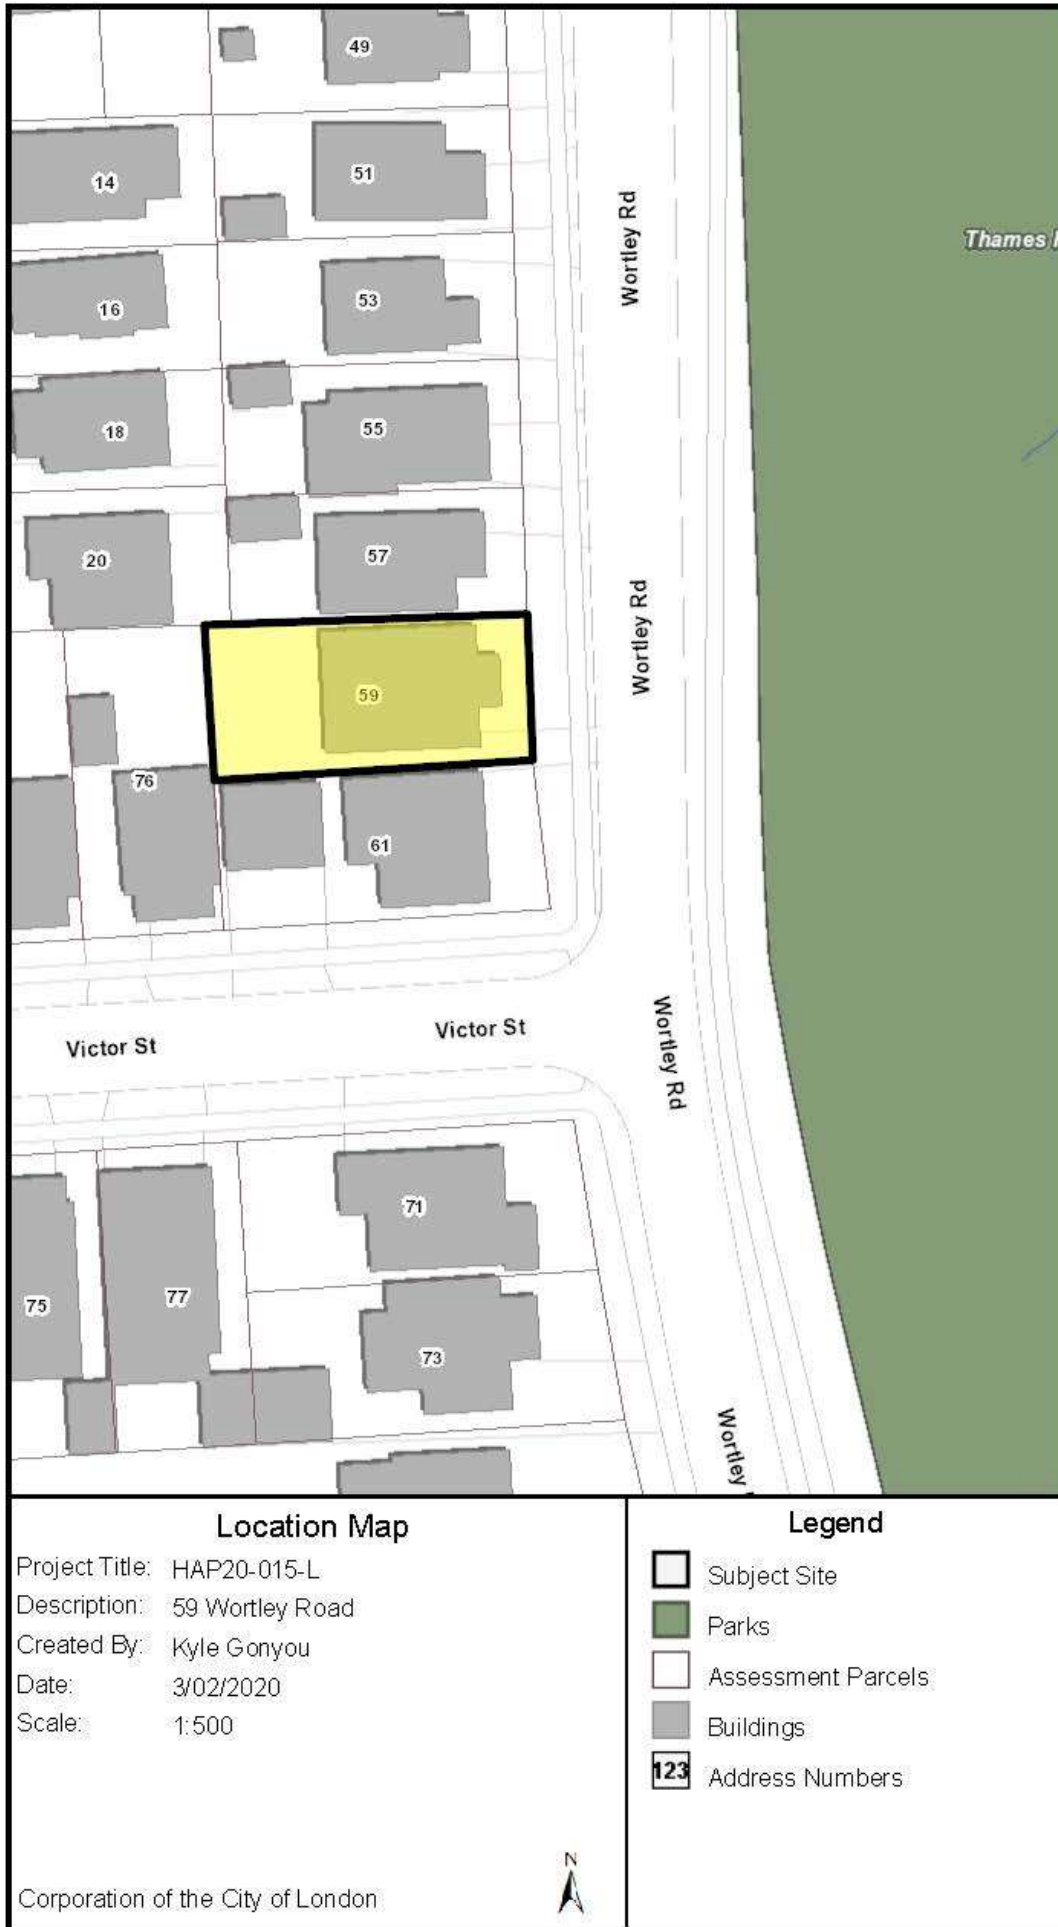 49
14
51
Wortley Rd
Thames
16
53
18
55
20
57
Wortley Rd
59
76
61
Victor St
Victor St
Wortley Rd
71
75
77
73
Wortley
Location Map
Project Title: HAP20-015-L
Description: 59 Wortley Road
Created By: Kyle Gonyou
Date: 3/02/2020
Scale: 1:500
Corporation of the City of London
N
Legend
Subject Site
Parks
Assessment Parcels
Buildings
123 Address Numbers